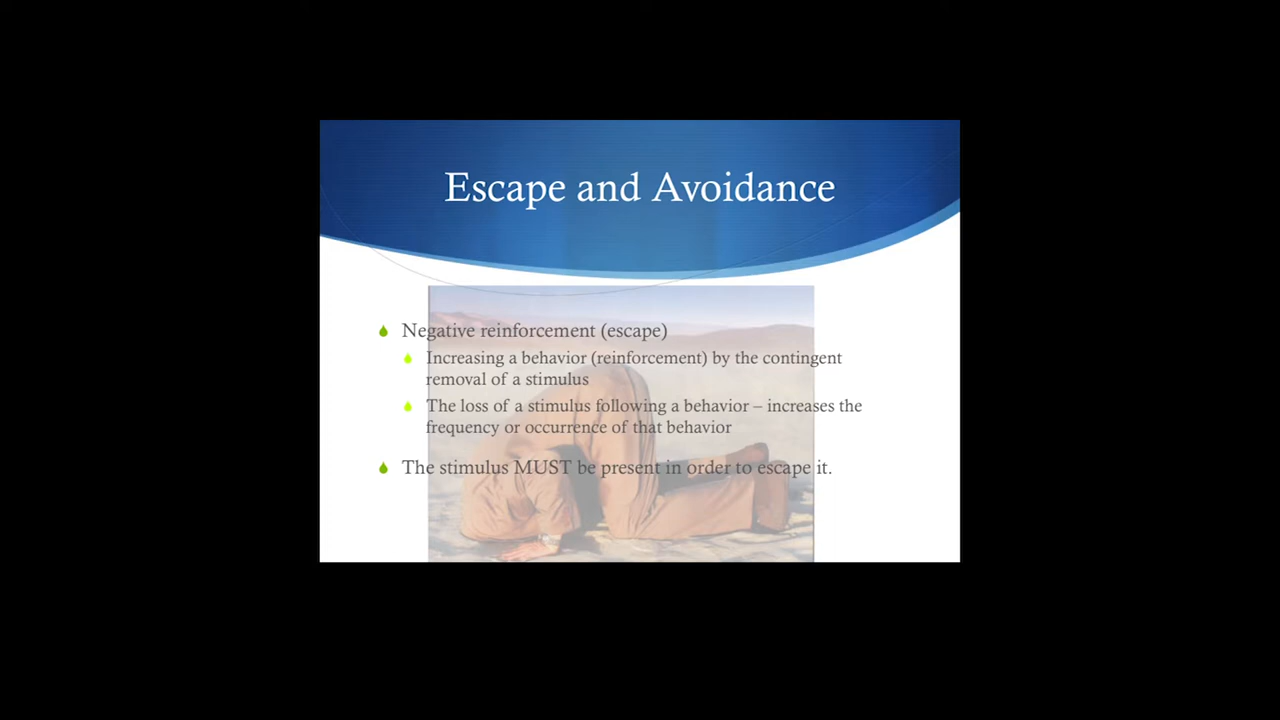 Escape and Avoidance
Negative reinforcement (escape)
Increasing a behavior (reinforcement) by the contingent
removal of a stimulus
The loss of a stimulus following a behavior – increases the
frequency or occurrence of that behavior
The stimulus MUST be present in order to escape it.